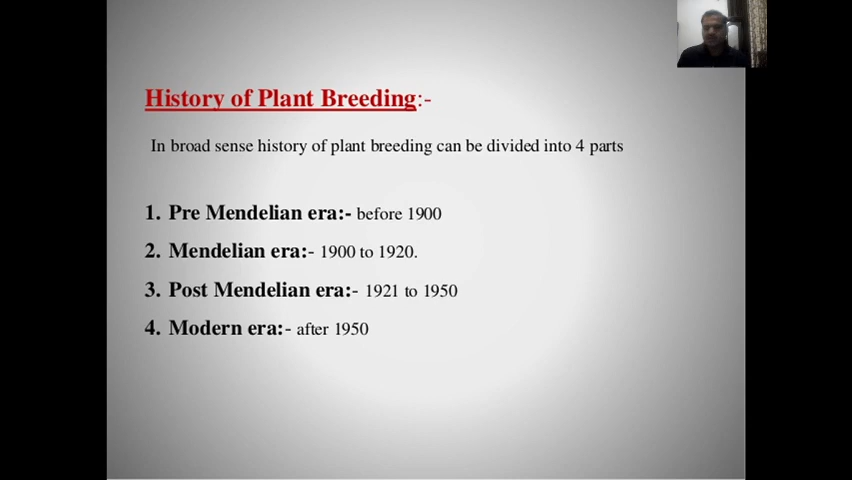 History of Plant Breeding:-
In broad sense history of plant breeding can be divided into 4 parts
1. Pre Mendelian era:- before 1900
2. Mendelian era:- 1900 to 1920.
3. Post Mendelian era:- 1921 to 1950
4. Modern era:- after 1950